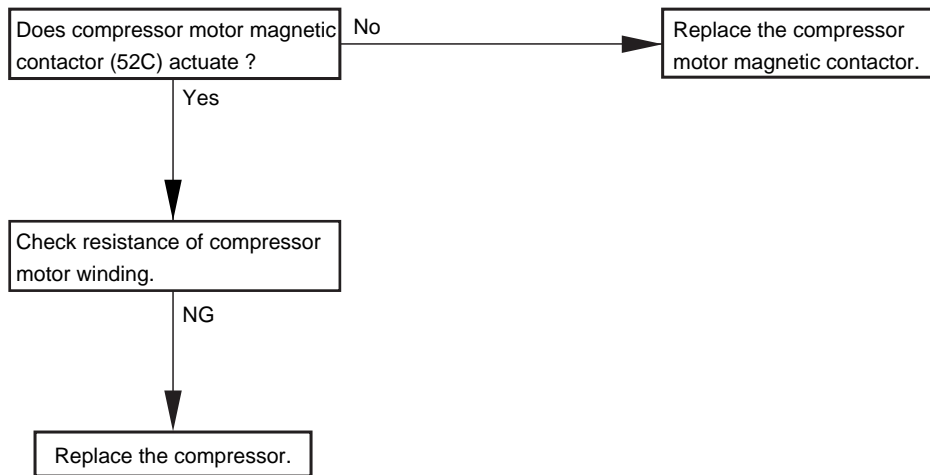 Does compressor motor magnetic
contactor (52C) actuate ?
No
Replace the compressor
motor magnetic contactor.
Yes
Check resistance of compressor
motor winding.
NG
Replace the compressor.